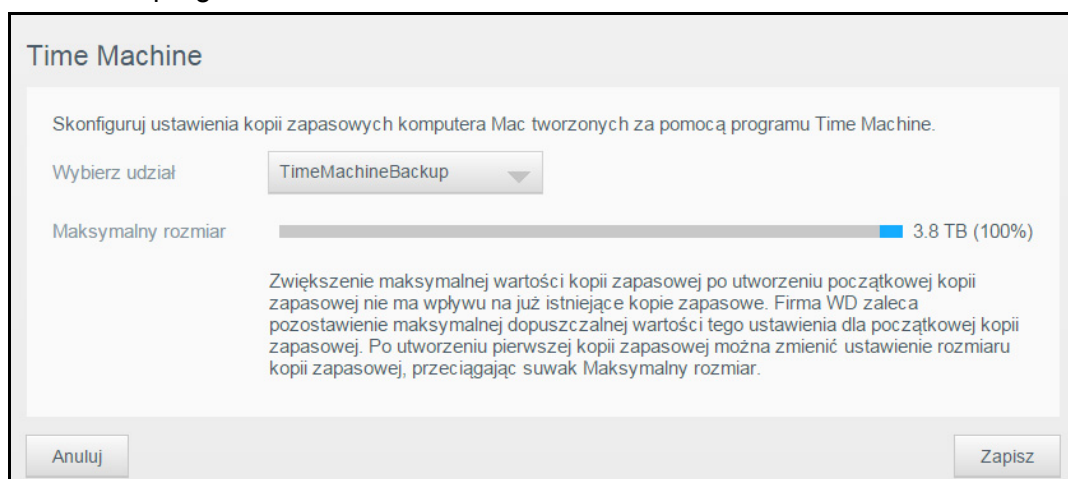 Time Machine
Skonfiguruj ustawienia kopii zapasowych komputera Mac tworzonych za pomocą programu Time Machine.
Wybierz udział TimeMachineBackup
Maksymalny rozmiar 3.8 TB (100%)
Zwiększenie maksymalnej wartości kopii zapasowej po utworzeniu początkowej kopii
zapasowej nie ma wpływu na już istniejące kopie zapasowe. Firma WD zaleca
pozostawienie maksymalnej dopuszczalnej wartości tego ustawienia dla początkowej kopii
zapasowej. Po utworzeniu pierwszej kopii zapasowej można zmienić ustawienie rozmiaru
kopii zapasowej, przeciągając suwak Maksymalny rozmiar.
Anuluj Zapisz